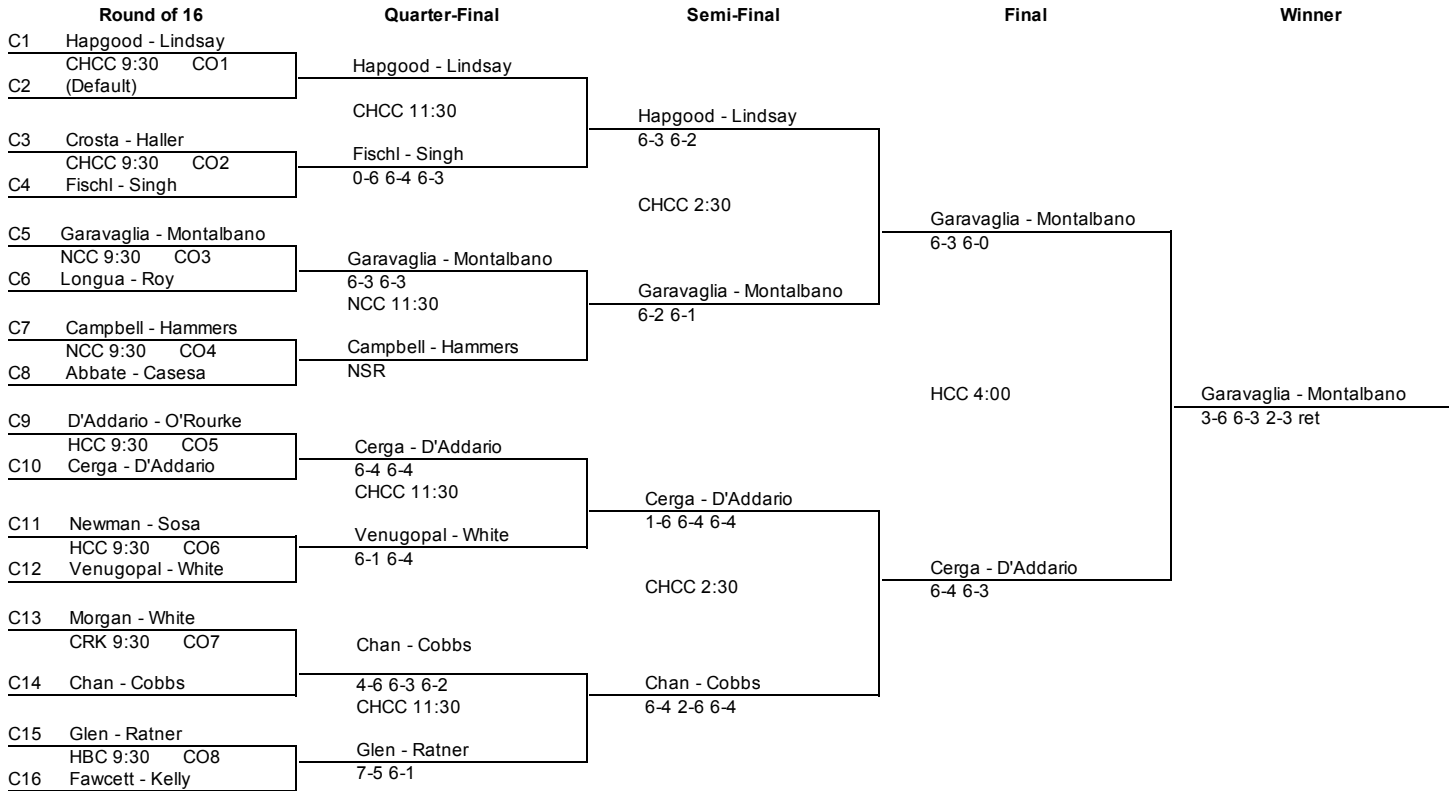 Round of 16 Quarter-Final Semi-Final Final Winner
C1 Hapgood - Lindsay
CHCC 9:30 CO1
C2 (Default)
C3 Crosta - Haller
CHCC 9:30 CO2
C4 Fischl - Singh
C5 Garavaglia - Montalbano
NCC 9:30 CO3
C6 Longua - Roy
C7 Campbell - Hammers
NCC 9:30 CO4
C8 Abbate - Casesa
C9 D'Addario - O'Rourke
HCC 9:30 CO5
C10 Cerga - D'Addario
C11 Newman - Sosa
HCC 9:30 CO6
C12 Venugopal - White
C13 Morgan - White
CRK 9:30 CO7
C14 Chan - Cobbs
C15 Glen - Ratner
HBC 9:30 CO8
C16 Fawcett - Kelly
Hapgood - Lindsay
CHCC 11:30
Fischl - Singh
0-6 6-4 6-3
Garavaglia - Montalbano
6-3 6-3
NCC 11:30
Campbell - Hammers
NSR
Cerga - D'Addario
6-4 6-4
CHCC 11:30
Venugopal - White
6-1 6-4
Chan - Cobbs
4-6 6-3 6-2
CHCC 11:30
Glen - Ratner
7-5 6-1
Hapgood - Lindsay
6-3 6-2
CHCC 2:30
Garavaglia - Montalbano
6-2 6-1
Cerga - D'Addario
1-6 6-4 6-4
CHCC 2:30
Chan - Cobbs
6-4 2-6 6-4
Garavaglia - Montalbano
6-3 6-0
HCC 4:00
Cerga - D'Addario
6-4 6-3
Garavaglia - Montalbano
3-6 6-3 2-3 ret